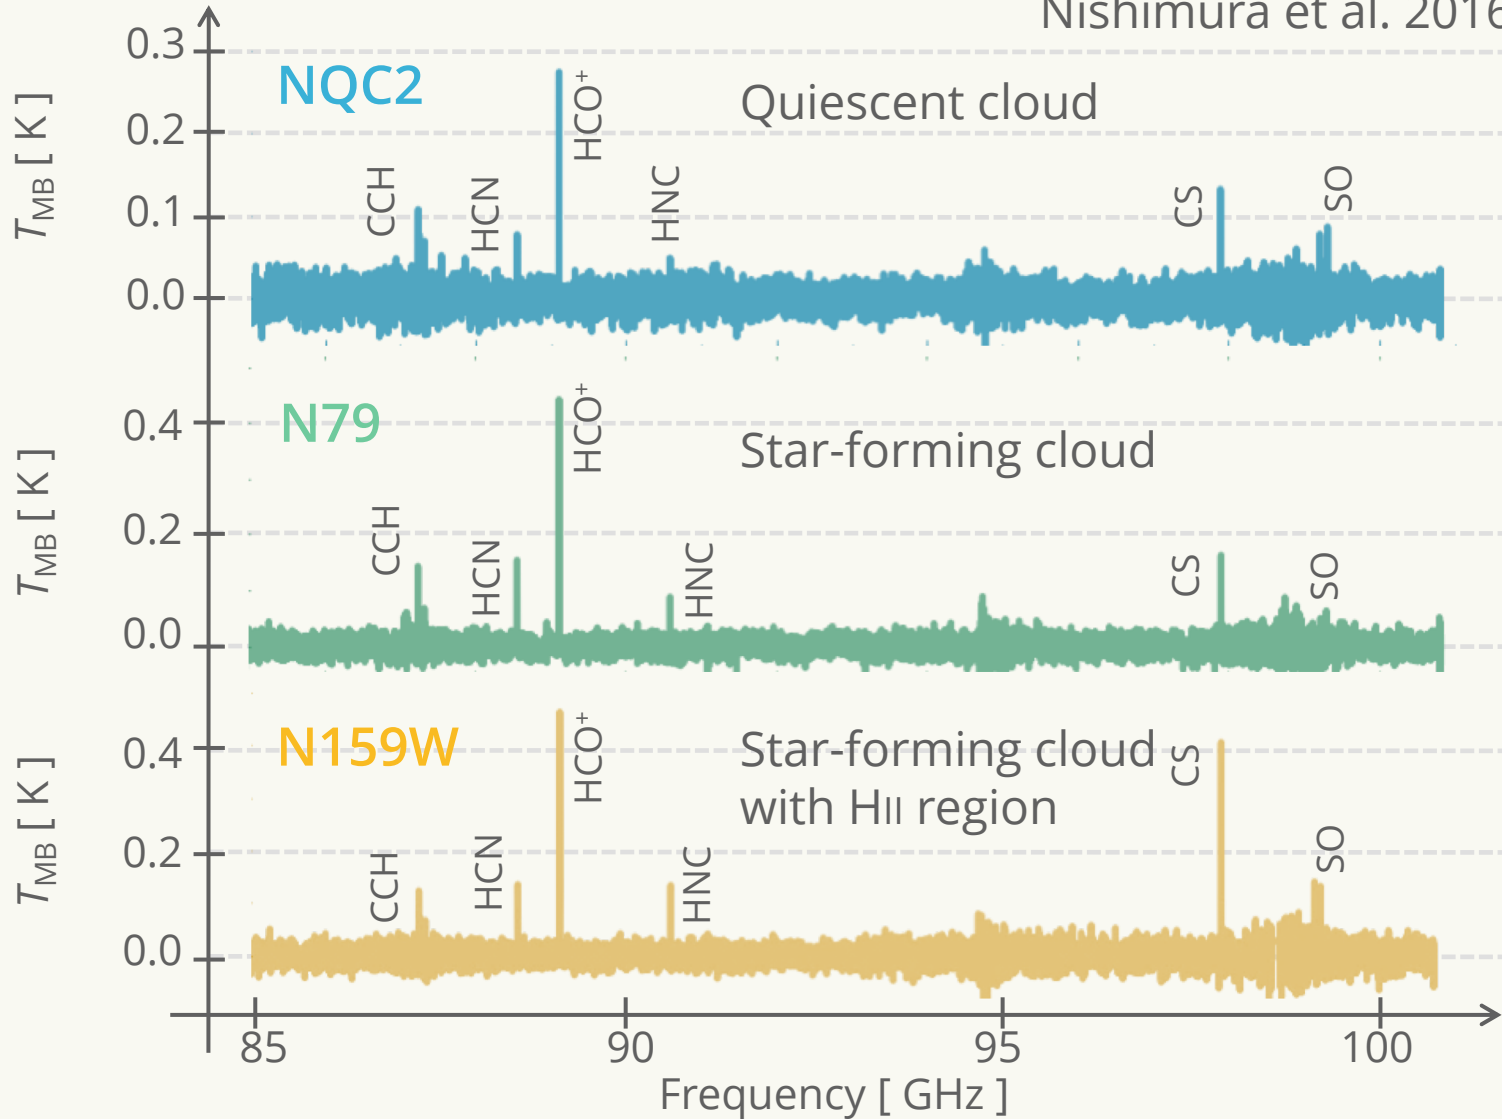 Nishimura et al. 2016
0.3
NQC2
Quiescent cloud
0.2
0.1
0.0
T_MB [ K ]
CCH
HCN
HCO⁺
HNC
CS
SO
N79
Star-forming cloud
0.4
0.2
0.0
T_MB [ K ]
CCH
HCN
HCO⁺
HNC
CS
SO
N159W
Star-forming cloud
with HII region
0.4
0.2
0.0
T_MB [ K ]
CCH
HCN
HCO⁺
HNC
CS
SO
85 90 95 100
Frequency [ GHz ]